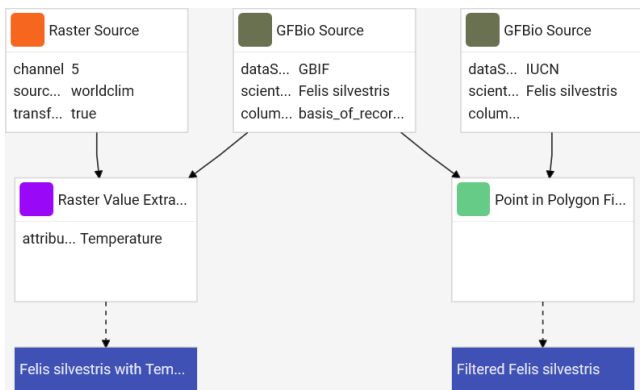 Raster Source
channel 5
sourc... worldclim
transf... true
GFBio Source
dataS... GBIF
scient... Felis silvestris
colum... basis_of_recor...
GFBio Source
dataS... IUCN
scient... Felis silvestris
colum...
Raster Value Extra...
attribu... Temperature
Point in Polygon Fi...
Felis silvestris with Tem...
Filtered Felis silvestris